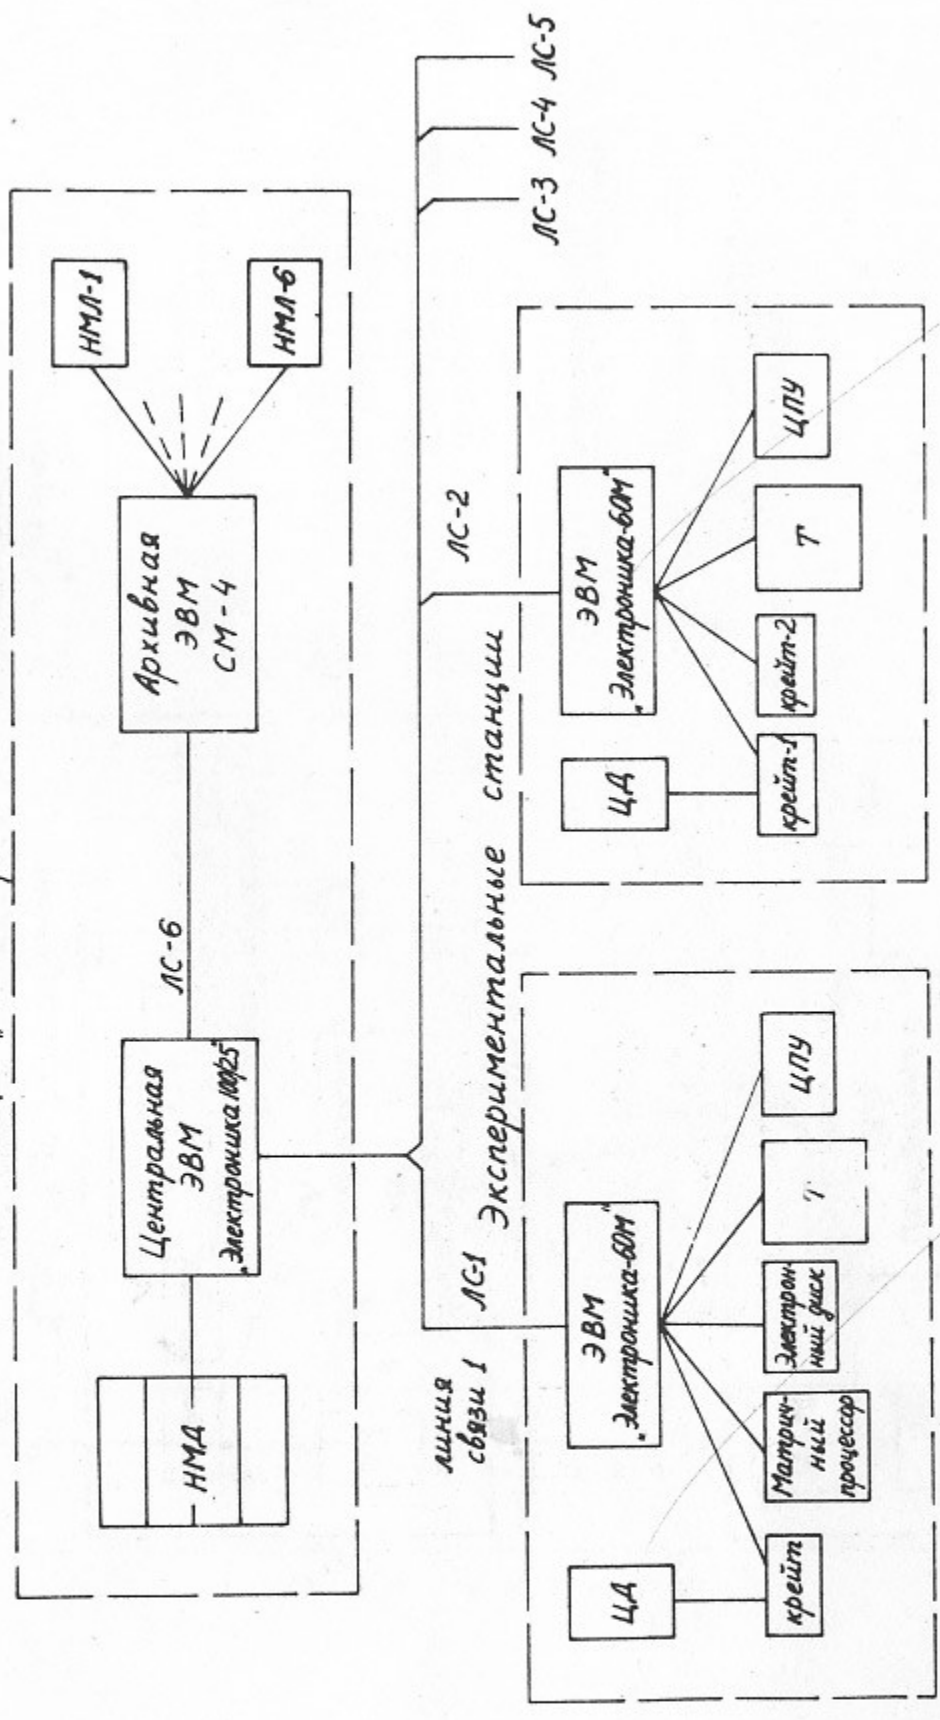 НМД
Центральная
ЭВМ
„Электроника 100/25"
ЛС-6
Архивная
ЭВМ
СМ-4
НМЛ-1
НМЛ-6
линия
связи 1
ЛС-1
Экспериментальные станции
ЛС-2
ЛС-3
ЛС-4
ЛС-5
ЦД
ЭВМ
„Электроника-60М"
крейт
Матрич-
ный
процессор
Электрон-
ный диск
Т
ЦПУ
ЦД
ЭВМ
„Электроника-60М"
крейт-1
крейт-2
Т
ЦПУ